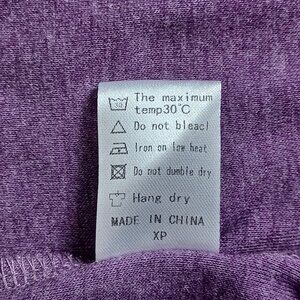 30
The maximum
temp30°C
Do not bleacl
Iron on low heat
Do not dumble dry
Hang dry
MADE IN CHINA
XP